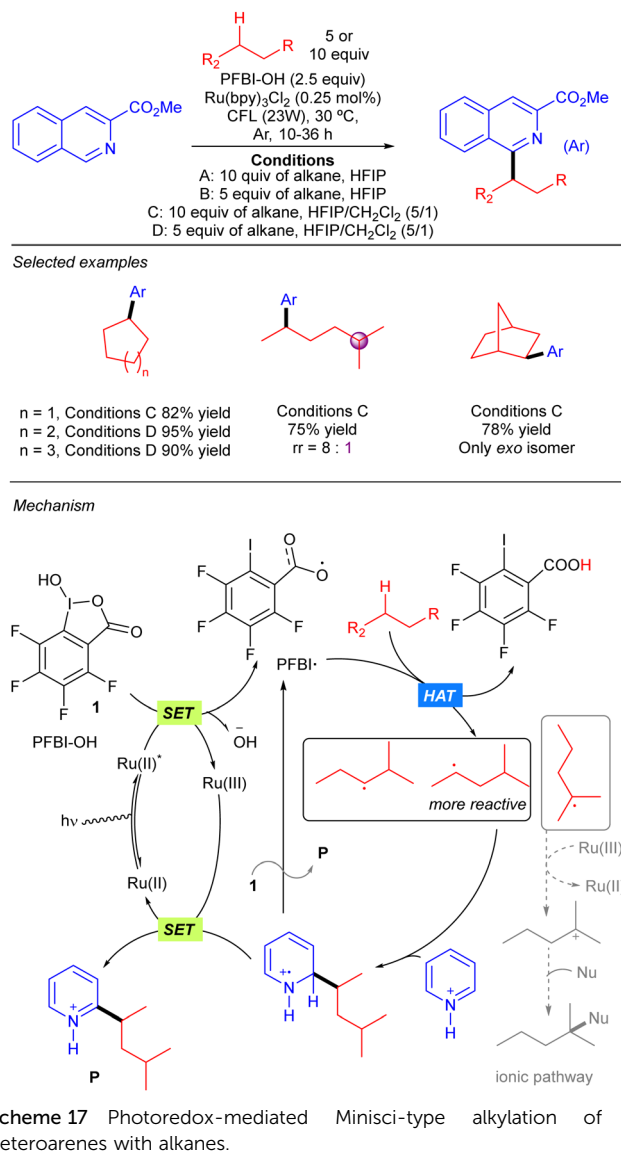 H
R
R2
5 or
10 equiv
PFBI-OH (2.5 equiv)
Ru(bpy)3Cl2 (0.25 mol%)
CFL (23W), 30 ºC,
Ar, 10-36 h
CO2Me
N
Conditions
A: 10 quiv of alkane, HFIP
B: 5 equiv of alkane, HFIP
C: 10 equiv of alkane, HFIP/CH2Cl2 (5/1)
D: 5 equiv of alkane, HFIP/CH2Cl2 (5/1)
CO2Me
N
(Ar)
R2
R
Selected examples
Ar
( )n
Ar
Ar
n = 1, Conditions C 82% yield
n = 2, Conditions D 95% yield
n = 3, Conditions D 90% yield
Conditions C
75% yield
rr = 8 : 1
Conditions C
78% yield
Only exo isomer
Mechanism
HO
I
O
O
F
F
F
F
1
PFBI-OH
I
O
O·
F
F
F
F
PFBI·
H
R2
R
I
COOH
F
F
F
F
SET
−
OH
HAT
Ru(II)*
Ru(III)
hν
Ru(II)
more reactive
1
P
Ru(III)
Ru(II)
+
Nu
Nu
ionic pathway
SET
+
N
H
P
+·
N
H
H
+
N
H
cheme 17 Photoredox-mediated Minisci-type alkylation of
eteroarenes with alkanes.